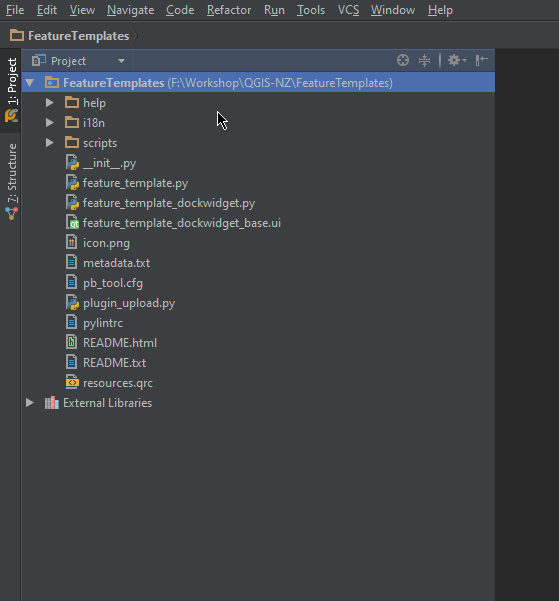 File Edit View Navigate Code Refactor Run Tools VCS Window Help
FeatureTemplates
1: Project
7: Structure
Project
FeatureTemplates (F:\Workshop\QGIS-NZ\FeatureTemplates)
help
i18n
scripts
__init__.py
feature_template.py
feature_template_dockwidget.py
feature_template_dockwidget_base.ui
icon.png
metadata.txt
pb_tool.cfg
plugin_upload.py
pylintrc
README.html
README.txt
resources.qrc
External Libraries